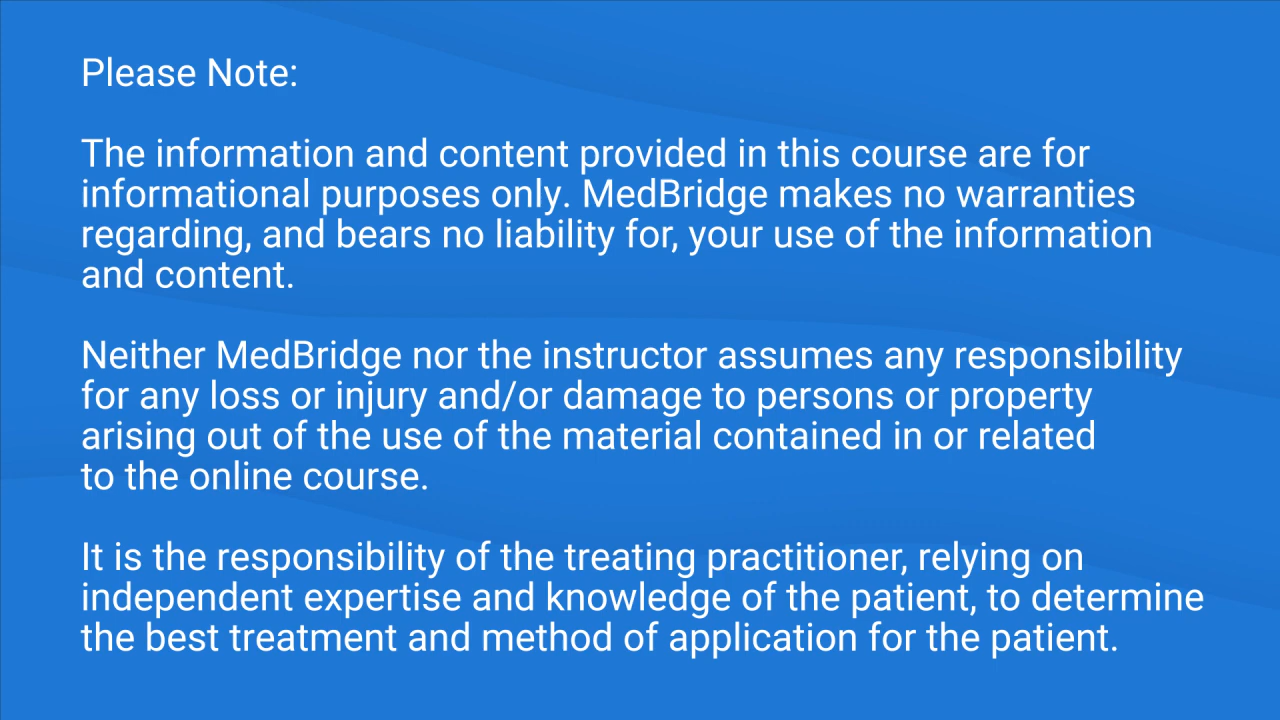 Please Note:
The information and content provided in this course are for
informational purposes only. MedBridge makes no warranties
regarding, and bears no liability for, your use of the information
and content.
Neither MedBridge nor the instructor assumes any responsibility
for any loss or injury and/or damage to persons or property
arising out of the use of the material contained in or related
to the online course.
It is the responsibility of the treating practitioner, relying on
independent expertise and knowledge of the patient, to determine
the best treatment and method of application for the patient.